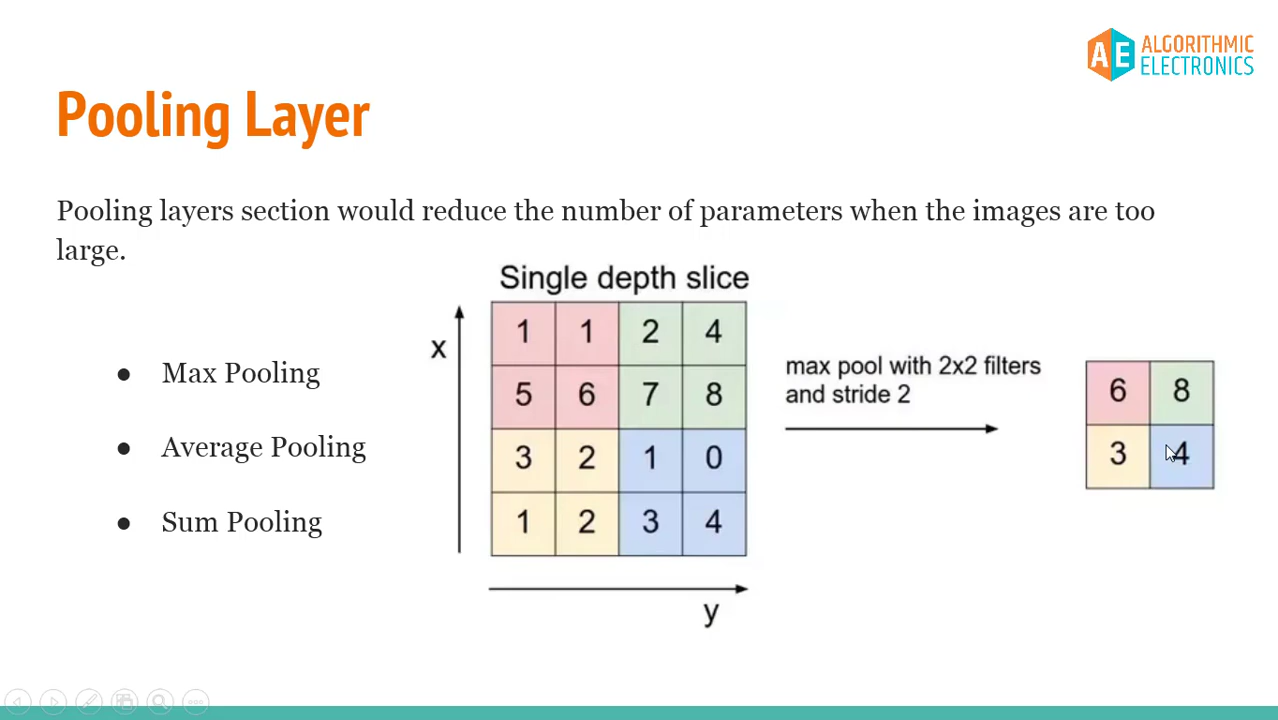 AE ALGORITHMIC
ELECTRONICS
Pooling Layer
Pooling layers section would reduce the number of parameters when the images are too
large.
Single depth slice
● Max Pooling
● Average Pooling
● Sum Pooling
x
1 1 2 4
5 6 7 8
3 2 1 0
1 2 3 4
y
max pool with 2x2 filters
and stride 2
6 8
3 4